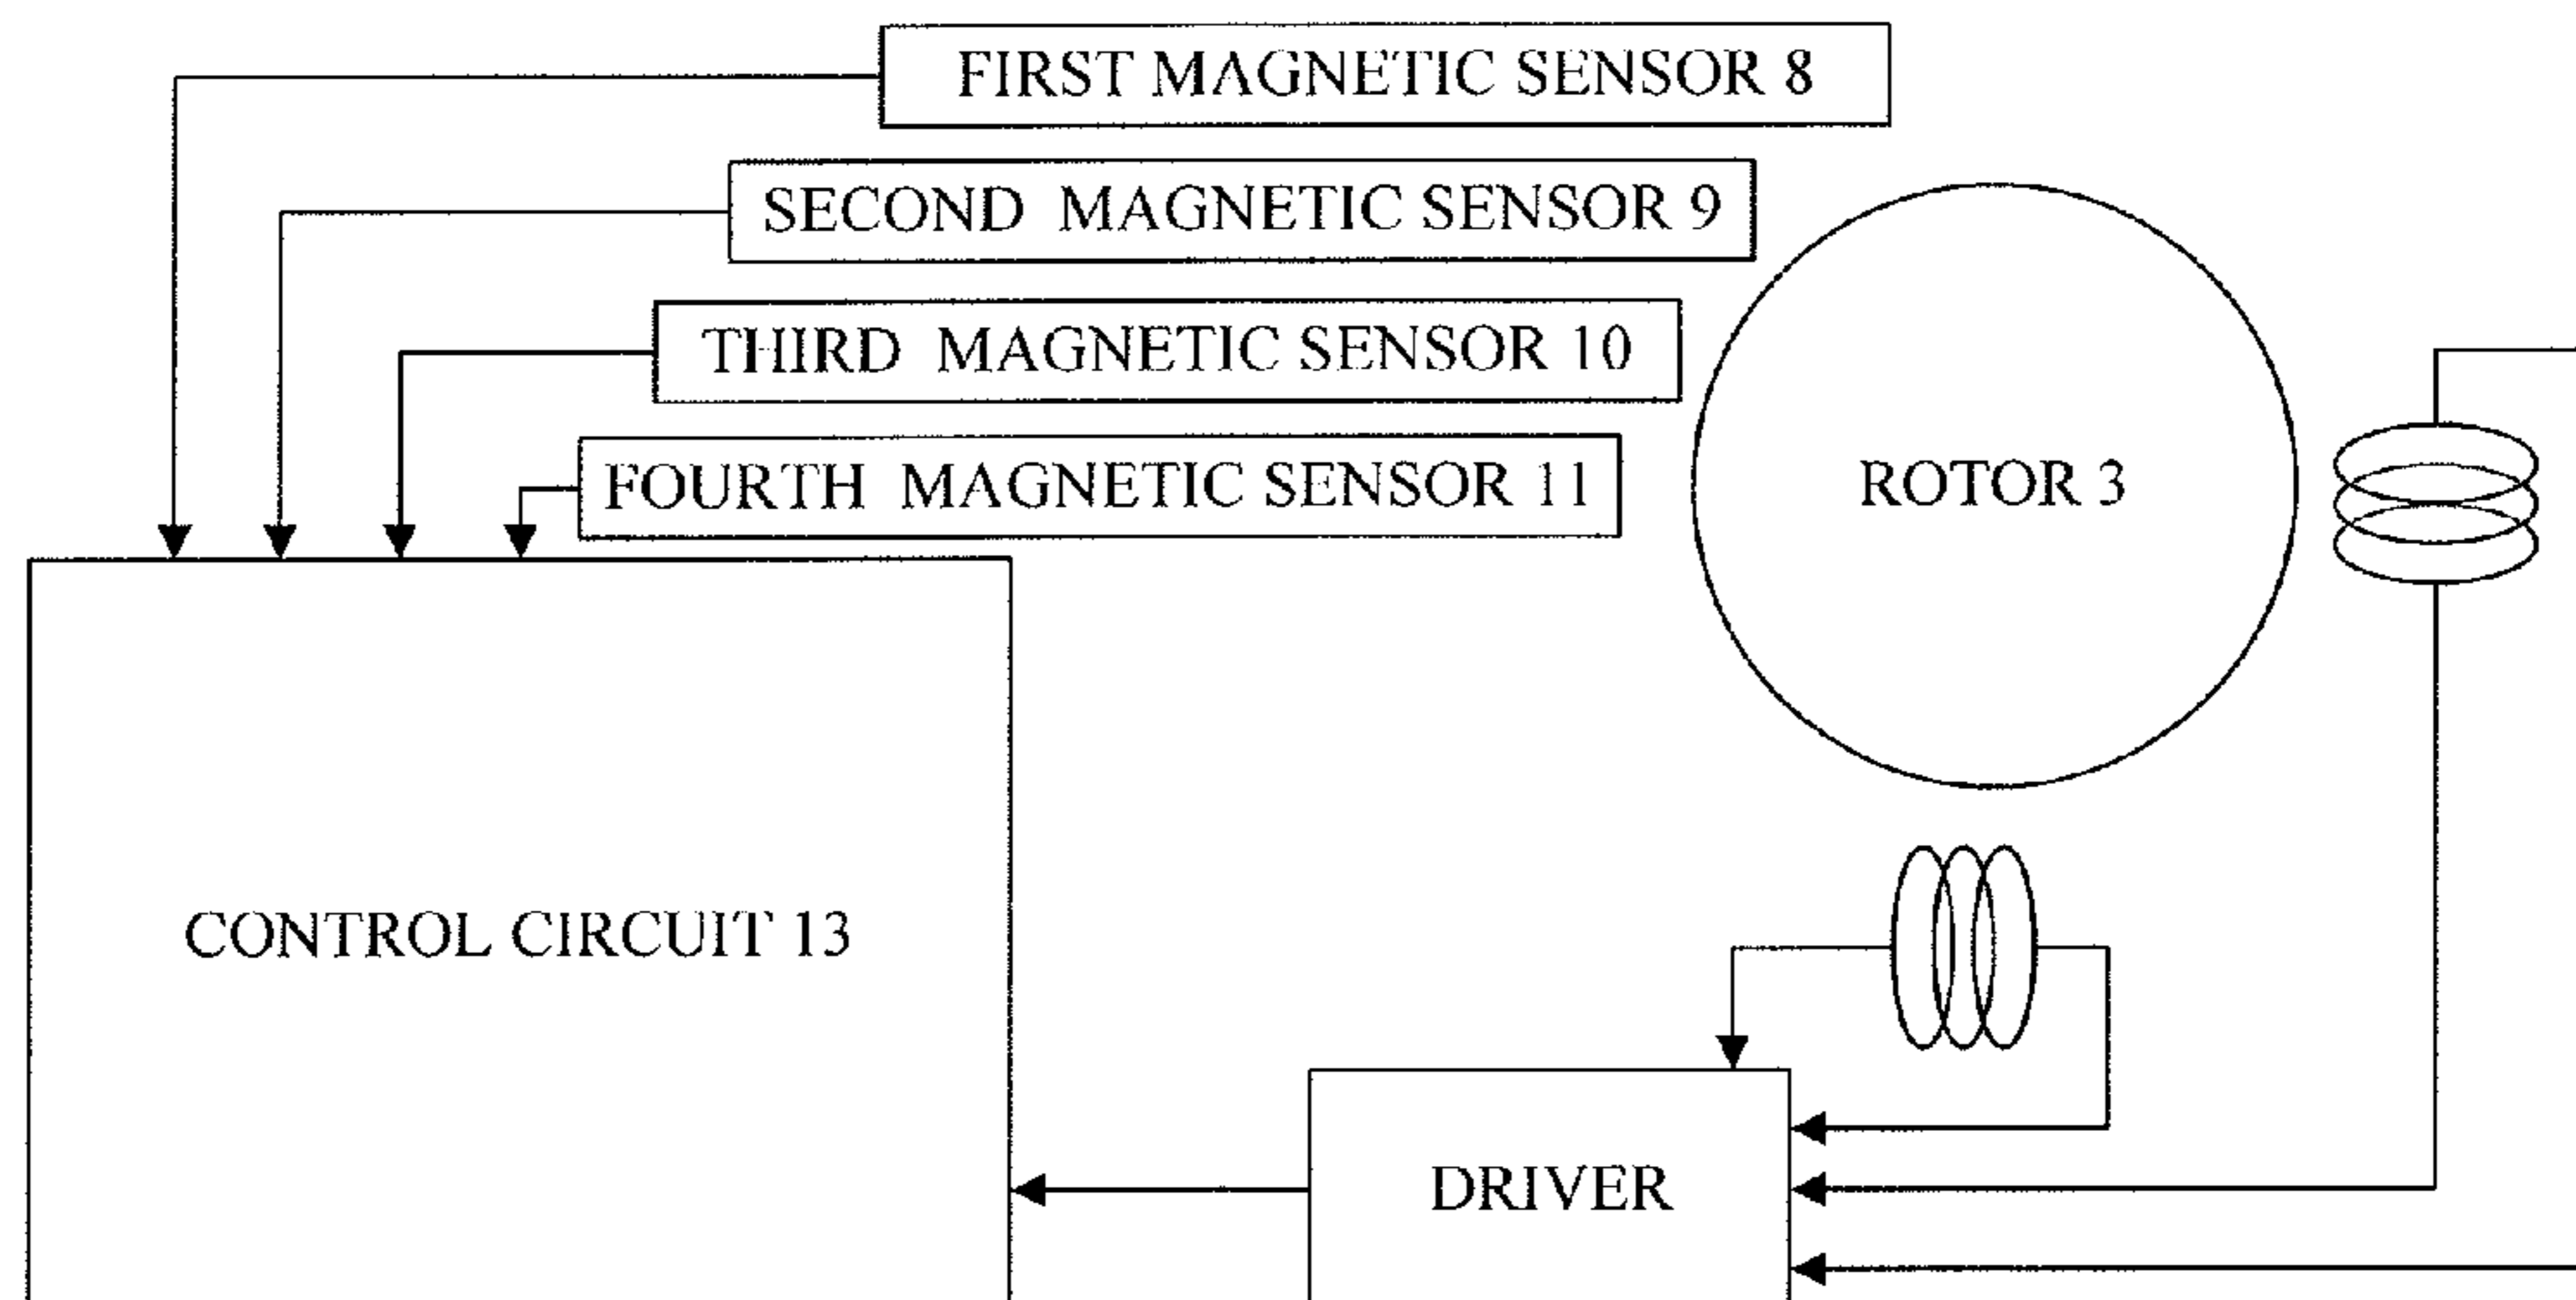 FIRST MAGNETIC SENSOR 8
SECOND MAGNETIC SENSOR 9
THIRD MAGNETIC SENSOR 10
FOURTH MAGNETIC SENSOR 11
ROTOR 3
CONTROL CIRCUIT 13
DRIVER